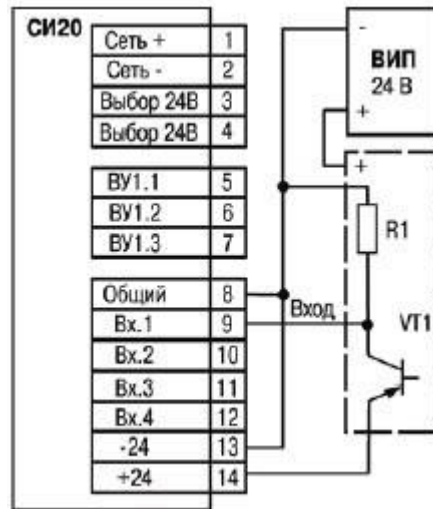 СИ20
Сеть + 1
Сеть - 2
Выбор 24В 3
Выбор 24В 4
ВУ1.1 5
ВУ1.2 6
ВУ1.3 7
Общий 8
Вх.1 9
Вх.2 10
Вх.3 11
Вх.4 12
-24 13
+24 14
Вход
-
ВИП
24 В
+
+
R1
VT1